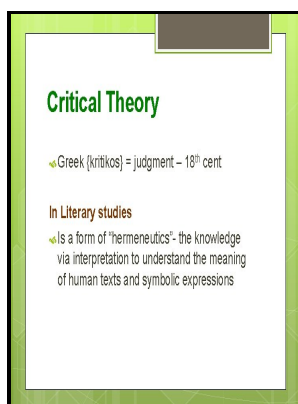 Critical Theory
Greek {kritikos} = judgment – 18th cent
In Literary studies
Is a form of “hermeneutics”- the knowledge
via interpretation to understand the meaning
of human texts and symbolic expressions